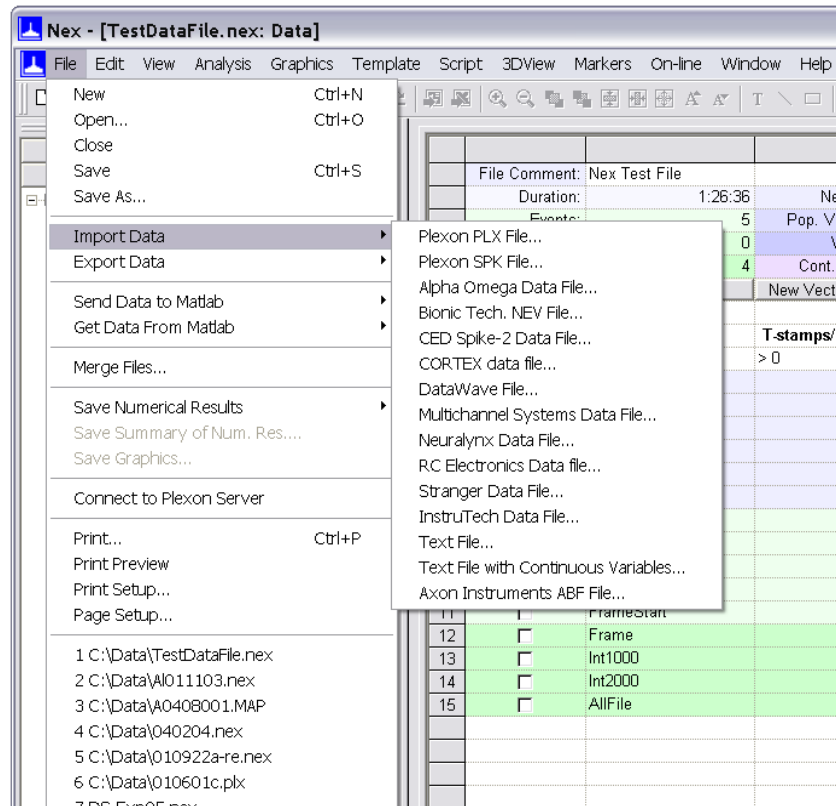 Nex - [TestDataFile.nex: Data]
File Edit View Analysis Graphics Template Script 3DView Markers On-line Window Help
New Ctrl+N
Open... Ctrl+O
Close
Save Ctrl+S
Save As...
Import Data
Export Data
Send Data to Matlab
Get Data From Matlab
Merge Files...
Save Numerical Results
Save Summary of Num. Res....
Save Graphics...
Connect to Plexon Server
Print... Ctrl+P
Print Preview
Print Setup...
Page Setup...
1 C:\Data\TestDataFile.nex
2 C:\Data\Al011103.nex
3 C:\Data\A0408001.MAP
4 C:\Data\040204.nex
5 C:\Data\010922a-re.nex
6 C:\Data\010601c.plx
Plexon PLX File...
Plexon SPK File...
Alpha Omega Data File...
Bionic Tech. NEV File...
CED Spike-2 Data File...
CORTEX data file...
DataWave File...
Multichannel Systems Data File...
Neuralynx Data File...
RC Electronics Data file...
Stranger Data File...
InstruTech Data File...
Text File...
Text File with Continuous Variables...
Axon Instruments ABF File...
File Comment: Nex Test File
Duration: 1:26:36 Ne
Events: 5 Pop. V
0 V
4 Cont.
New Vect
T-stamps/
> 0
11 FrameStart
12 Frame
13 Int1000
14 Int2000
15 AllFile